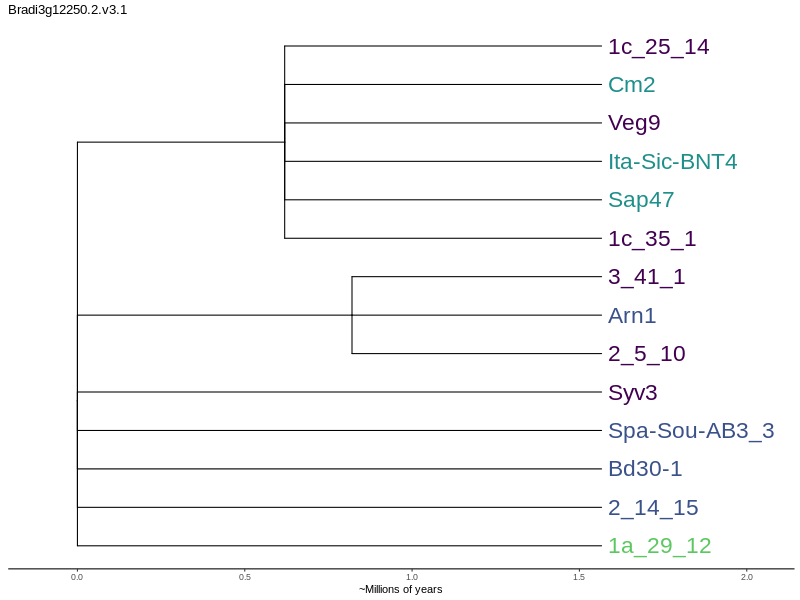 Bradi3g12250.2.v3.1
1c_25_14
Cm2
Veg9
Ita-Sic-BNT4
Sap47
1c_35_1
3_41_1
Arn1
2_5_10
Syv3
Spa-Sou-AB3_3
Bd30-1
2_14_15
1a_29_12
0.0 0.5 1.0 1.5 2.0
~Millions of years